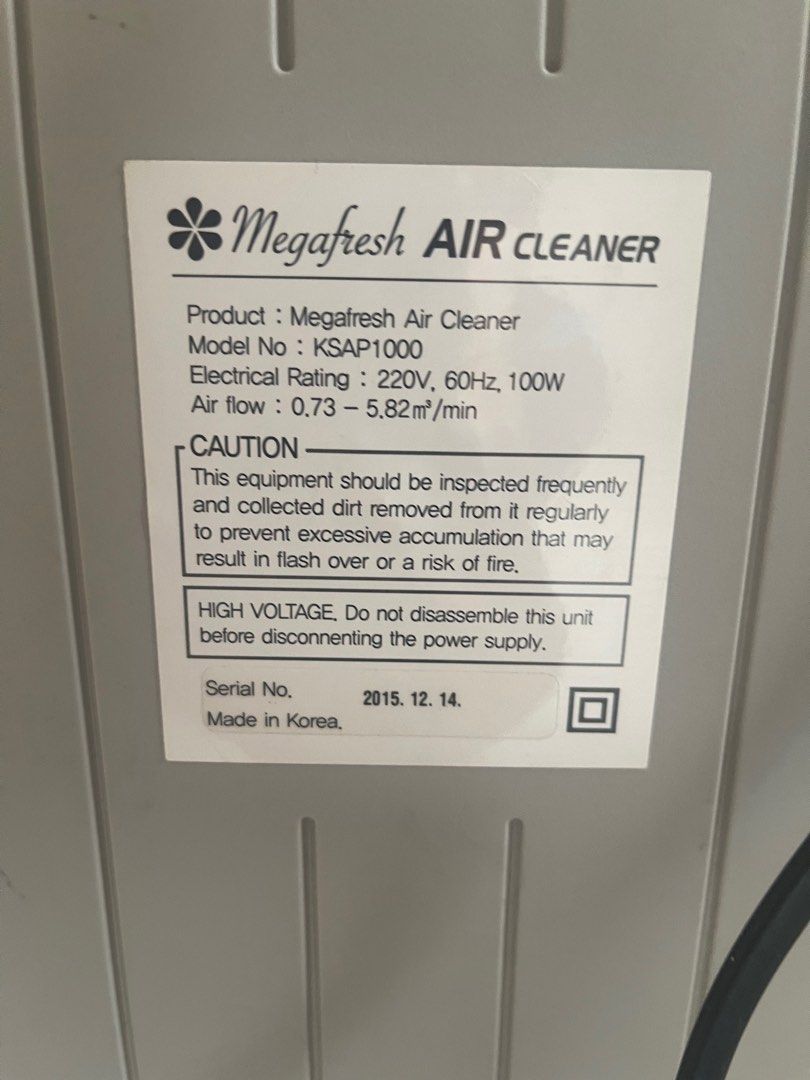 Megafresh AIR CLEANER
Product : Megafresh Air Cleaner
Model No : KSAP1000
Electrical Rating : 220V, 60Hz, 100W
Air flow : 0.73 – 5.82㎥/min
CAUTION
This equipment should be inspected frequently
and collected dirt removed from it regularly
to prevent excessive accumulation that may
result in flash over or a risk of fire.
HIGH VOLTAGE. Do not disassemble this unit
before disconnenting the power supply.
Serial No. 2015. 12. 14.
Made in Korea.